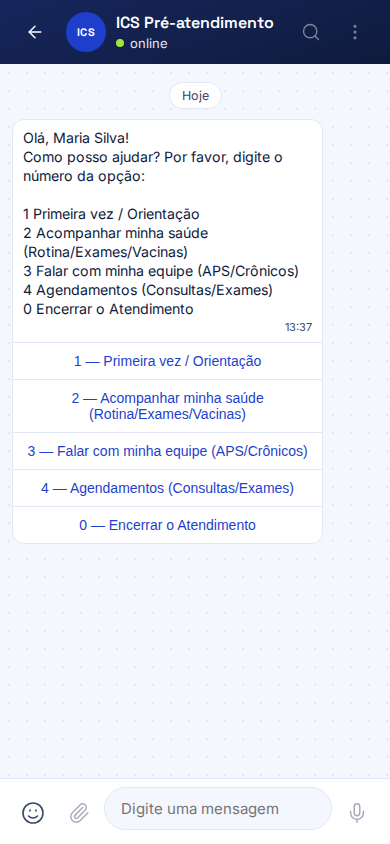 ICS
ICS Pré-atendimento
online
Hoje
Olá, Maria Silva!
Como posso ajudar? Por favor, digite o
número da opção:
1 Primeira vez / Orientação
2 Acompanhar minha saúde
(Rotina/Exames/Vacinas)
3 Falar com minha equipe (APS/Crônicos)
4 Agendamentos (Consultas/Exames)
0 Encerrar o Atendimento
13:37
1 — Primeira vez / Orientação
2 — Acompanhar minha saúde
(Rotina/Exames/Vacinas)
3 — Falar com minha equipe (APS/Crônicos)
4 — Agendamentos (Consultas/Exames)
0 — Encerrar o Atendimento
Digite uma mensagem